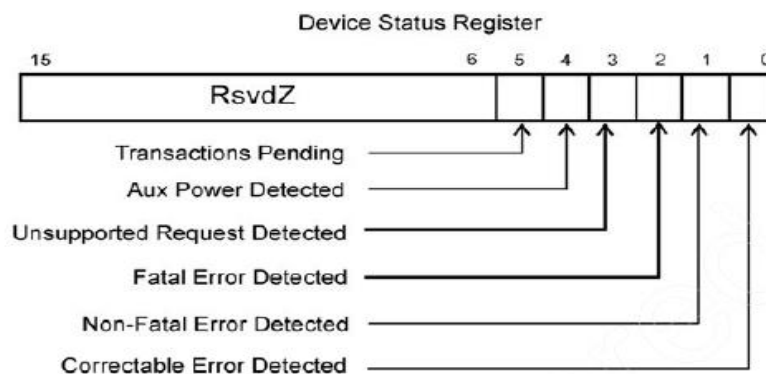 Device Status Register
15 6 5 4 3 2 1 0
RsvdZ
Transactions Pending
Aux Power Detected
Unsupported Request Detected
Fatal Error Detected
Non-Fatal Error Detected
Correctable Error Detected